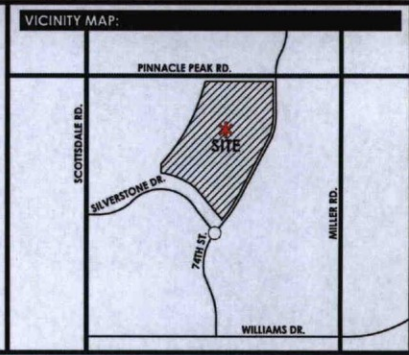 VICINITY MAP:
PINNACLE PEAK RD.
SCOTTSDALE RD.
SITE
SILVERSTONE DR.
MILLER RD.
74TH ST.
WILLIAMS DR.